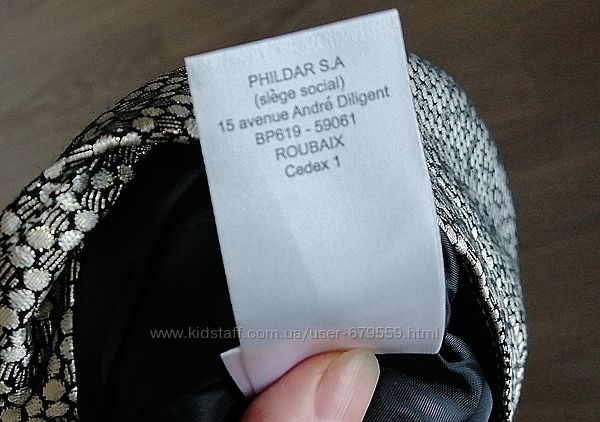 PHILDAR S.A
(siège social)
15 avenue André Diligent
BP619 - 59061
ROUBAIX
Cedex 1
www.kidstaff.com.ua/user-679559.html